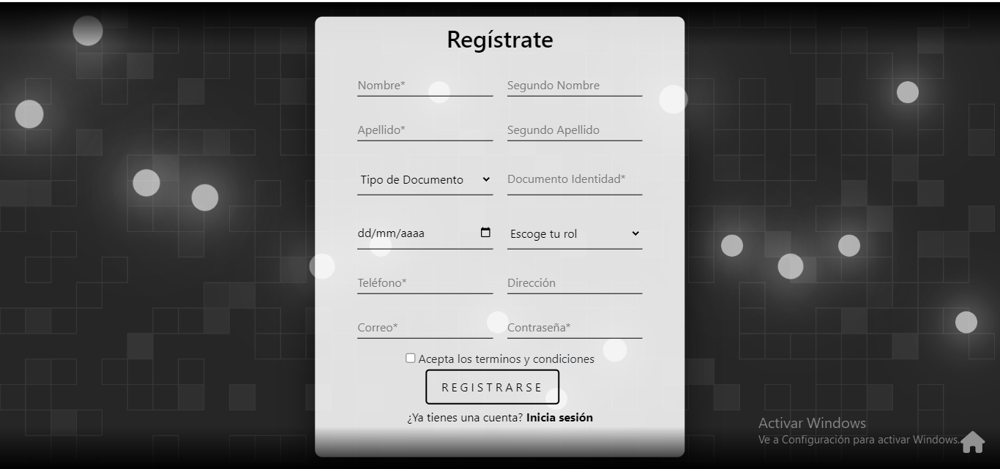 Regístrate
Nombre* Segundo Nombre
Apellido* Segundo Apellido
Tipo de Documento Documento Identidad*
dd/mm/aaaa Escoge tu rol
Teléfono* Dirección
Correo* Contraseña*
Acepta los terminos y condiciones
REGISTRARSE
¿Ya tienes una cuenta? Inicia sesión
Activar Windows
Ve a Configuración para activar Windows.